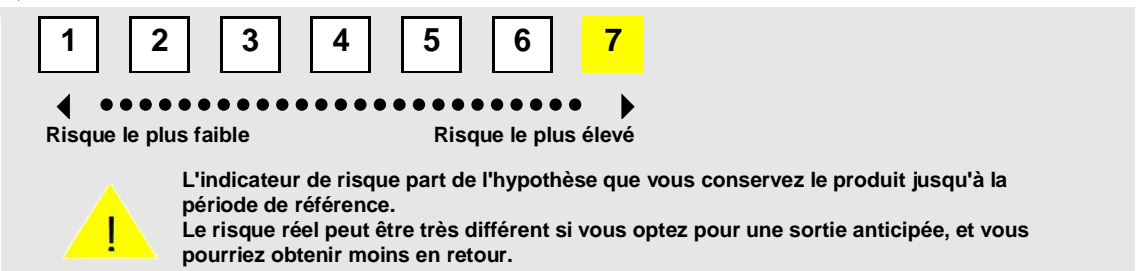 1 2 3 4 5 6 7
Risque le plus faible Risque le plus élevé
L'indicateur de risque part de l'hypothèse que vous conservez le produit jusqu'à la
période de référence.
Le risque réel peut être très différent si vous optez pour une sortie anticipée, et vous
pourriez obtenir moins en retour.
!